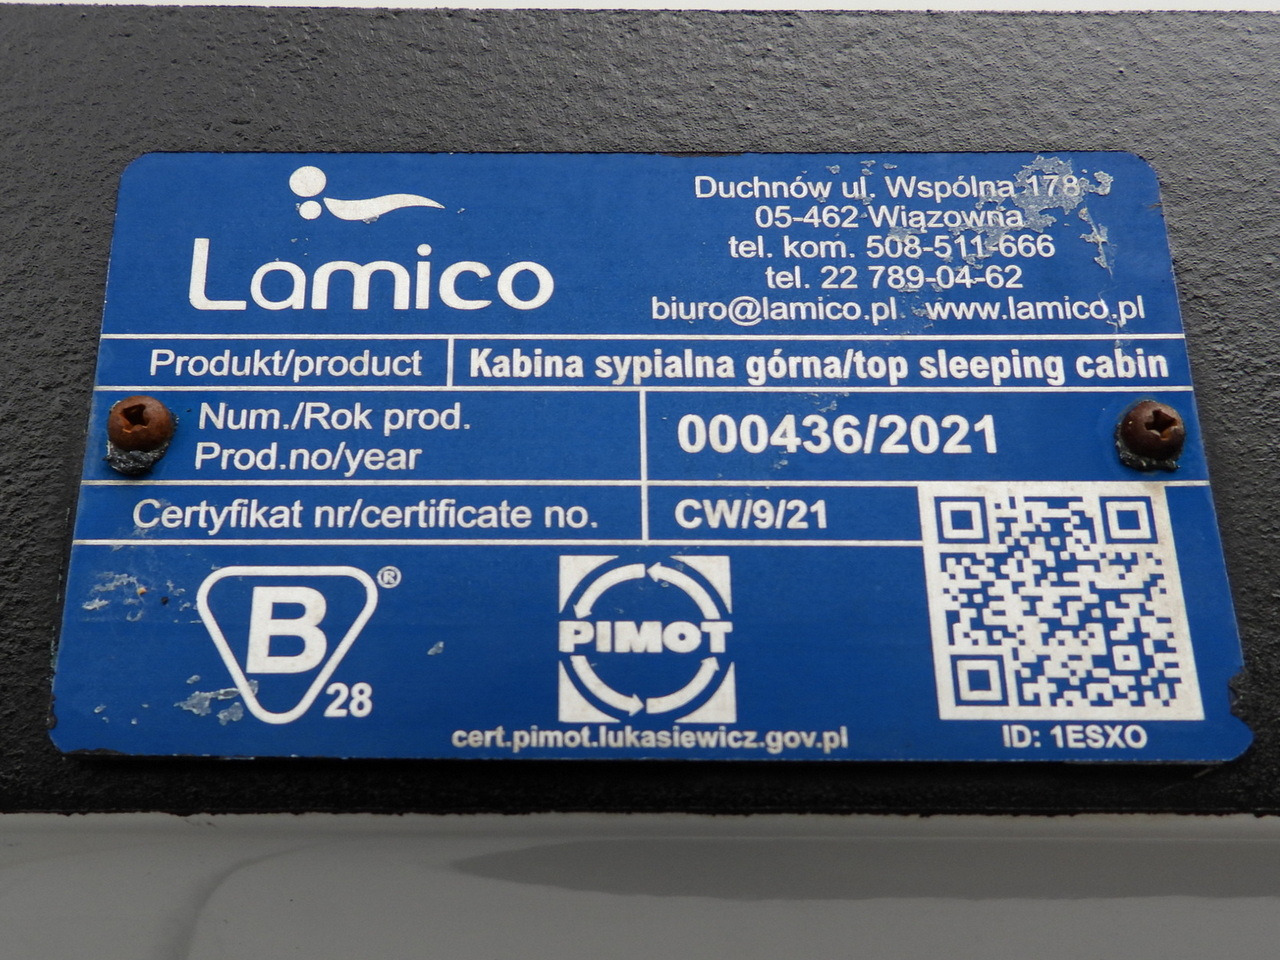 Lamico
Duchnów ul. Wspólna 178
05-462 Wiązowna
tel. kom. 508-511-666
tel. 22 789-04-62
biuro@lamico.pl www.lamico.pl
Produkt/product Kabina sypialna górna/top sleeping cabin
Num./Rok prod.
Prod.no/year
000436/2021
Certyfikat nr/certificate no. CW/9/21
B ®
28
PIMOT
cert.pimot.lukasiewicz.gov.pl
ID: 1ESXO